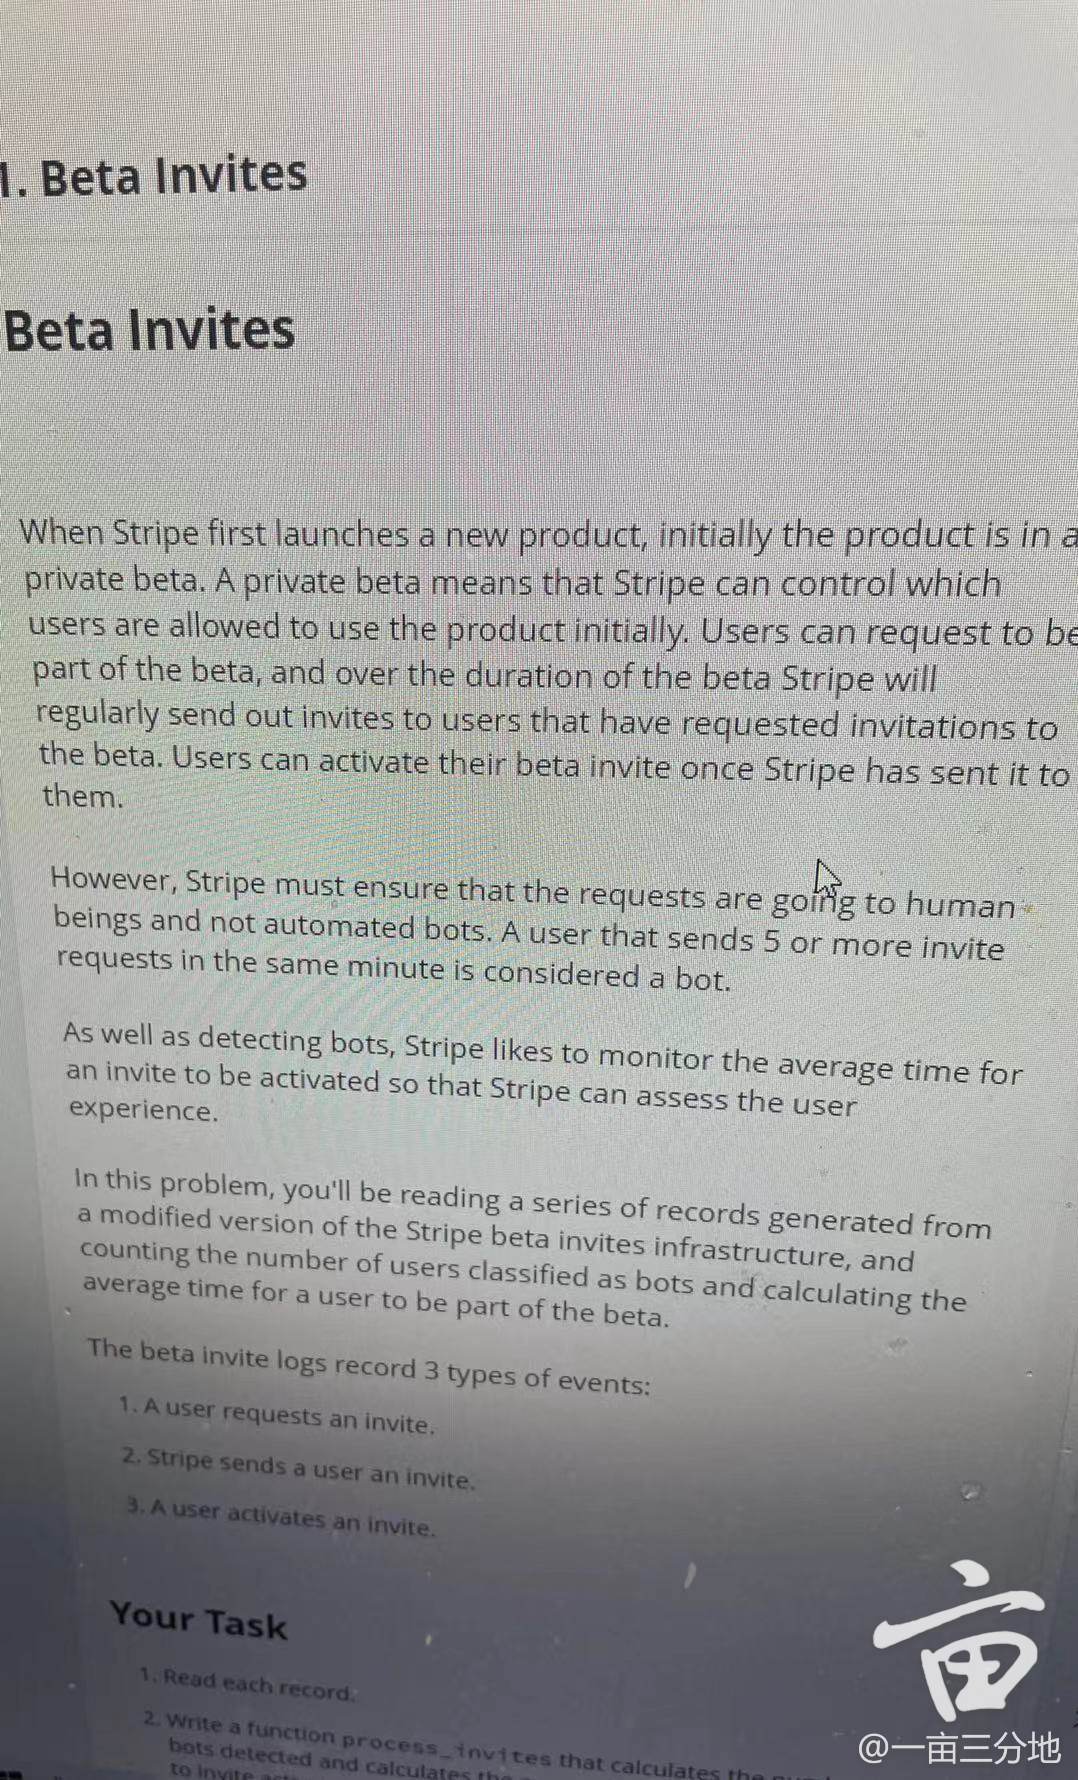 1. Beta Invites
Beta Invites
When Stripe first launches a new product, initially the product is in a
private beta. A private beta means that Stripe can control which
users are allowed to use the product initially. Users can request to be
part of the beta, and over the duration of the beta Stripe will
regularly send out invites to users that have requested invitations to
the beta. Users can activate their beta invite once Stripe has sent it to
them.
However, Stripe must ensure that the requests are going to human
beings and not automated bots. A user that sends 5 or more invite
requests in the same minute is considered a bot.
As well as detecting bots, Stripe likes to monitor the average time for
an invite to be activated so that Stripe can assess the user
experience.
In this problem, you'll be reading a series of records generated from
a modified version of the Stripe beta invites infrastructure, and
counting the number of users classified as bots and calculating the
average time for a user to be part of the beta.
The beta invite logs record 3 types of events:
1. A user requests an invite.
2. Stripe sends a user an invite.
3. A user activates an invite.
Your Task
1. Read each record.
2. Write a function process_invites that calculates the
bots detected and calculates the
to invite
亩
@一亩三分地